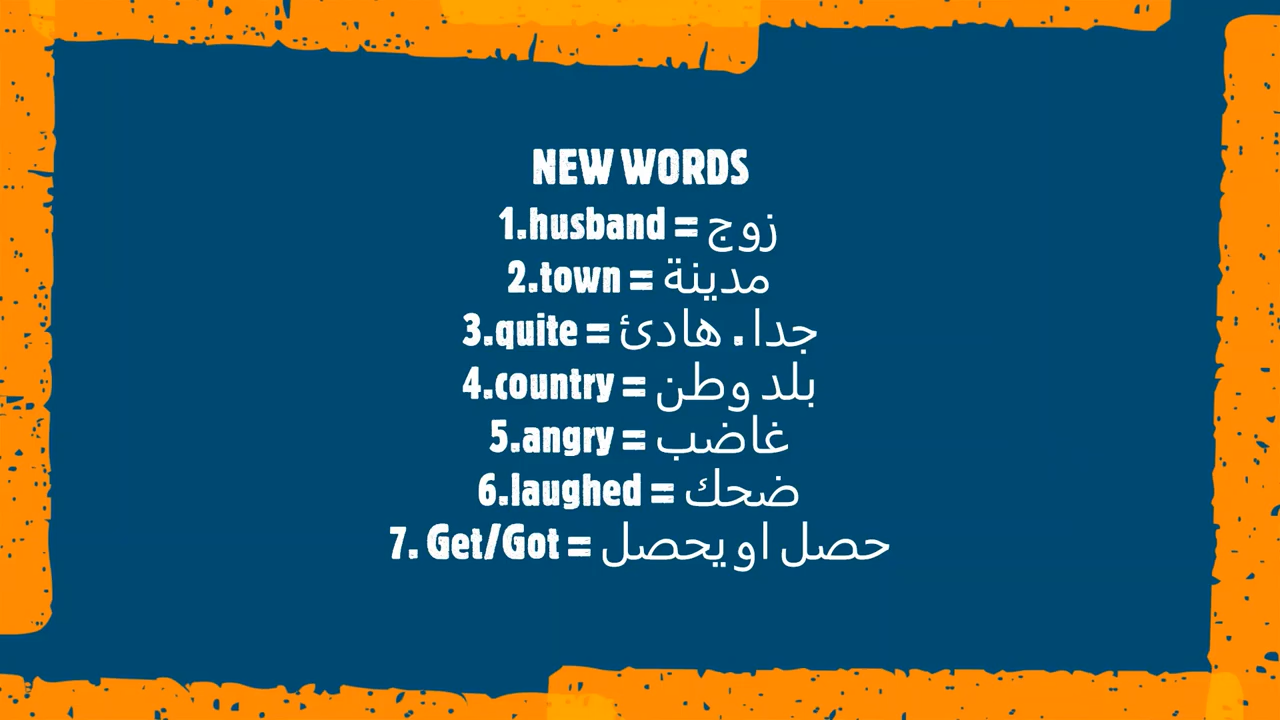 NEW WORDS
1.husband = زوج
2.town = مدينة
3.quite = جدا . هادئ
4.country = بلد وطن
5.angry = غاضب
6.laughed = ضحك
7. Get/Got = حصل او يحصل